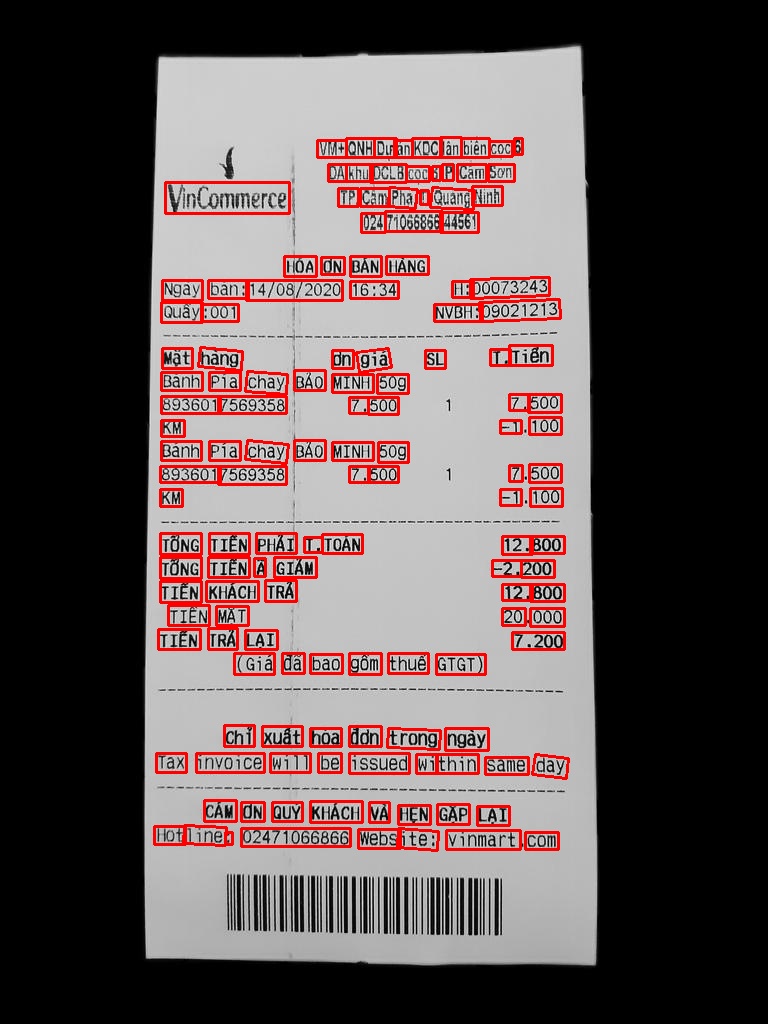 VinCommerce
VM+ QNH Dự án KDC lấn biển cọc 6
DA khu DCLB cọc 6, P. Cẩm Sơn
TP. Cẩm Phả, Quảng Ninh
02471066866-44561
HÓA ĐƠN BÁN HÀNG
Ngày bán:14/08/2020 16:34 HĐ:00073243
Quầy:001 NVBH:09021213
Mặt hàng Đơn giá SL T.Tiền
Bánh Pía chay BẢO MINH 50g
8936017569358 7.500 1 7.500
KM -1.100
Bánh Pía chay BẢO MINH 50g
8936017569358 7.500 1 7.500
KM -1.100
TỔNG TIỀN PHẢI T.TOÁN 12.800
TỔNG TIỀN ĐÃ GIẢM -2.200
TIỀN KHÁCH TRẢ 12.800
TIỀN MẶT 20.000
TIỀN TRẢ LẠI 7.200
(Giá đã bao gồm thuế GTGT)
Chỉ xuất hóa đơn trong ngày
Tax invoice will be issued within same day
CẢM ƠN QUÝ KHÁCH VÀ HẸN GẶP LẠI
Hotline: 02471066866 Website: vinmart.com